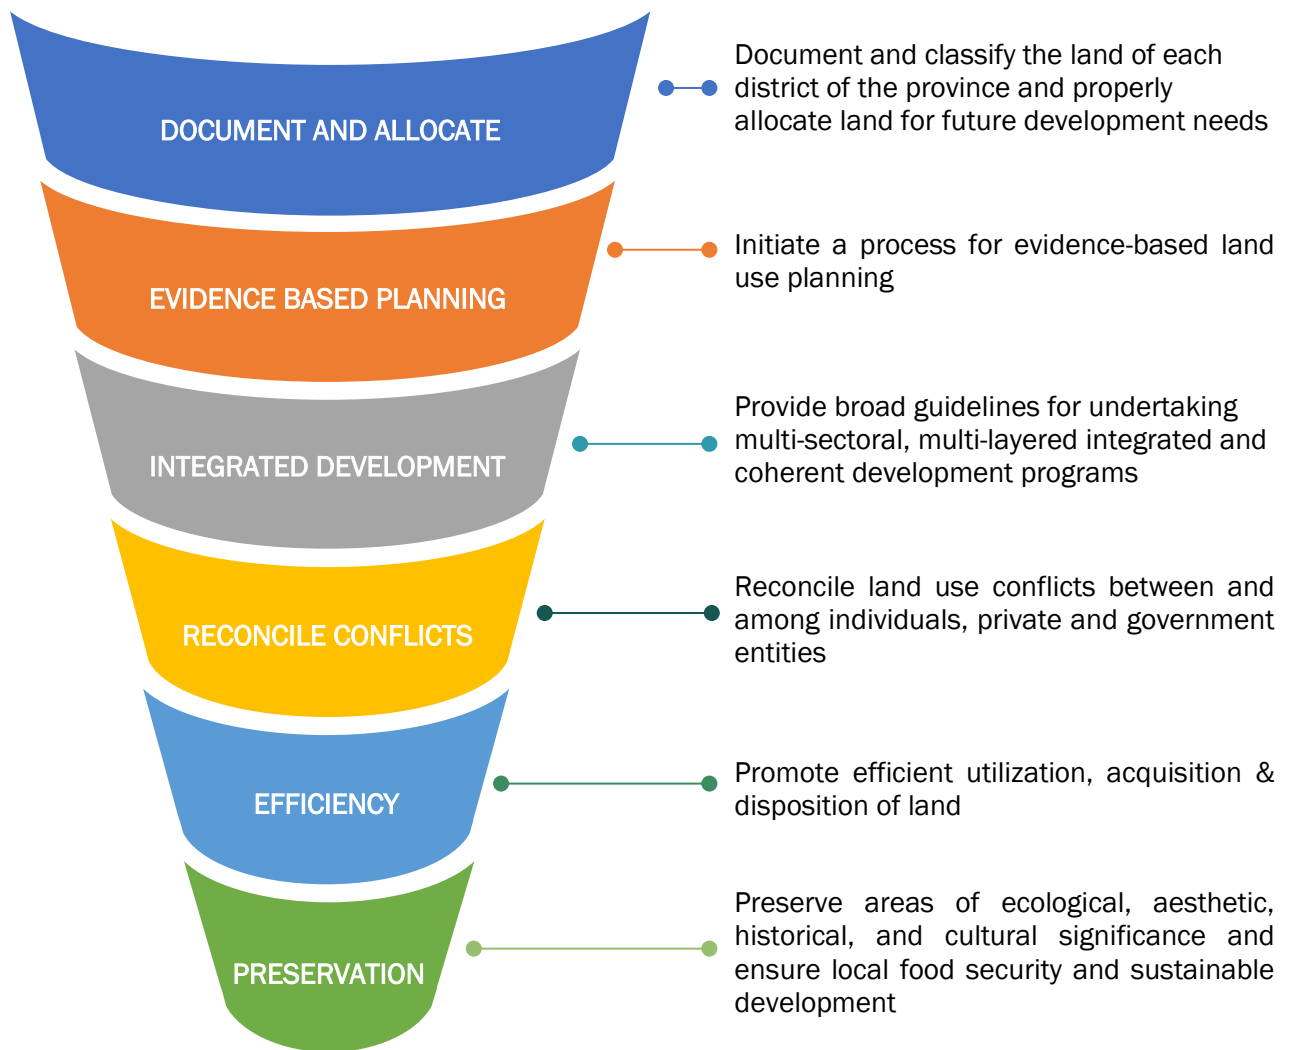 DOCUMENT AND ALLOCATE
Document and classify the land of each
district of the province and properly
allocate land for future development needs
EVIDENCE BASED PLANNING
Initiate a process for evidence-based land
use planning
INTEGRATED DEVELOPMENT
Provide broad guidelines for undertaking
multi-sectoral, multi-layered integrated and
coherent development programs
RECONCILE CONFLICTS
Reconcile land use conflicts between and
among individuals, private and government
entities
EFFICIENCY
Promote efficient utilization, acquisition &
disposition of land
PRESERVATION
Preserve areas of ecological, aesthetic,
historical, and cultural significance and
ensure local food security and sustainable
development